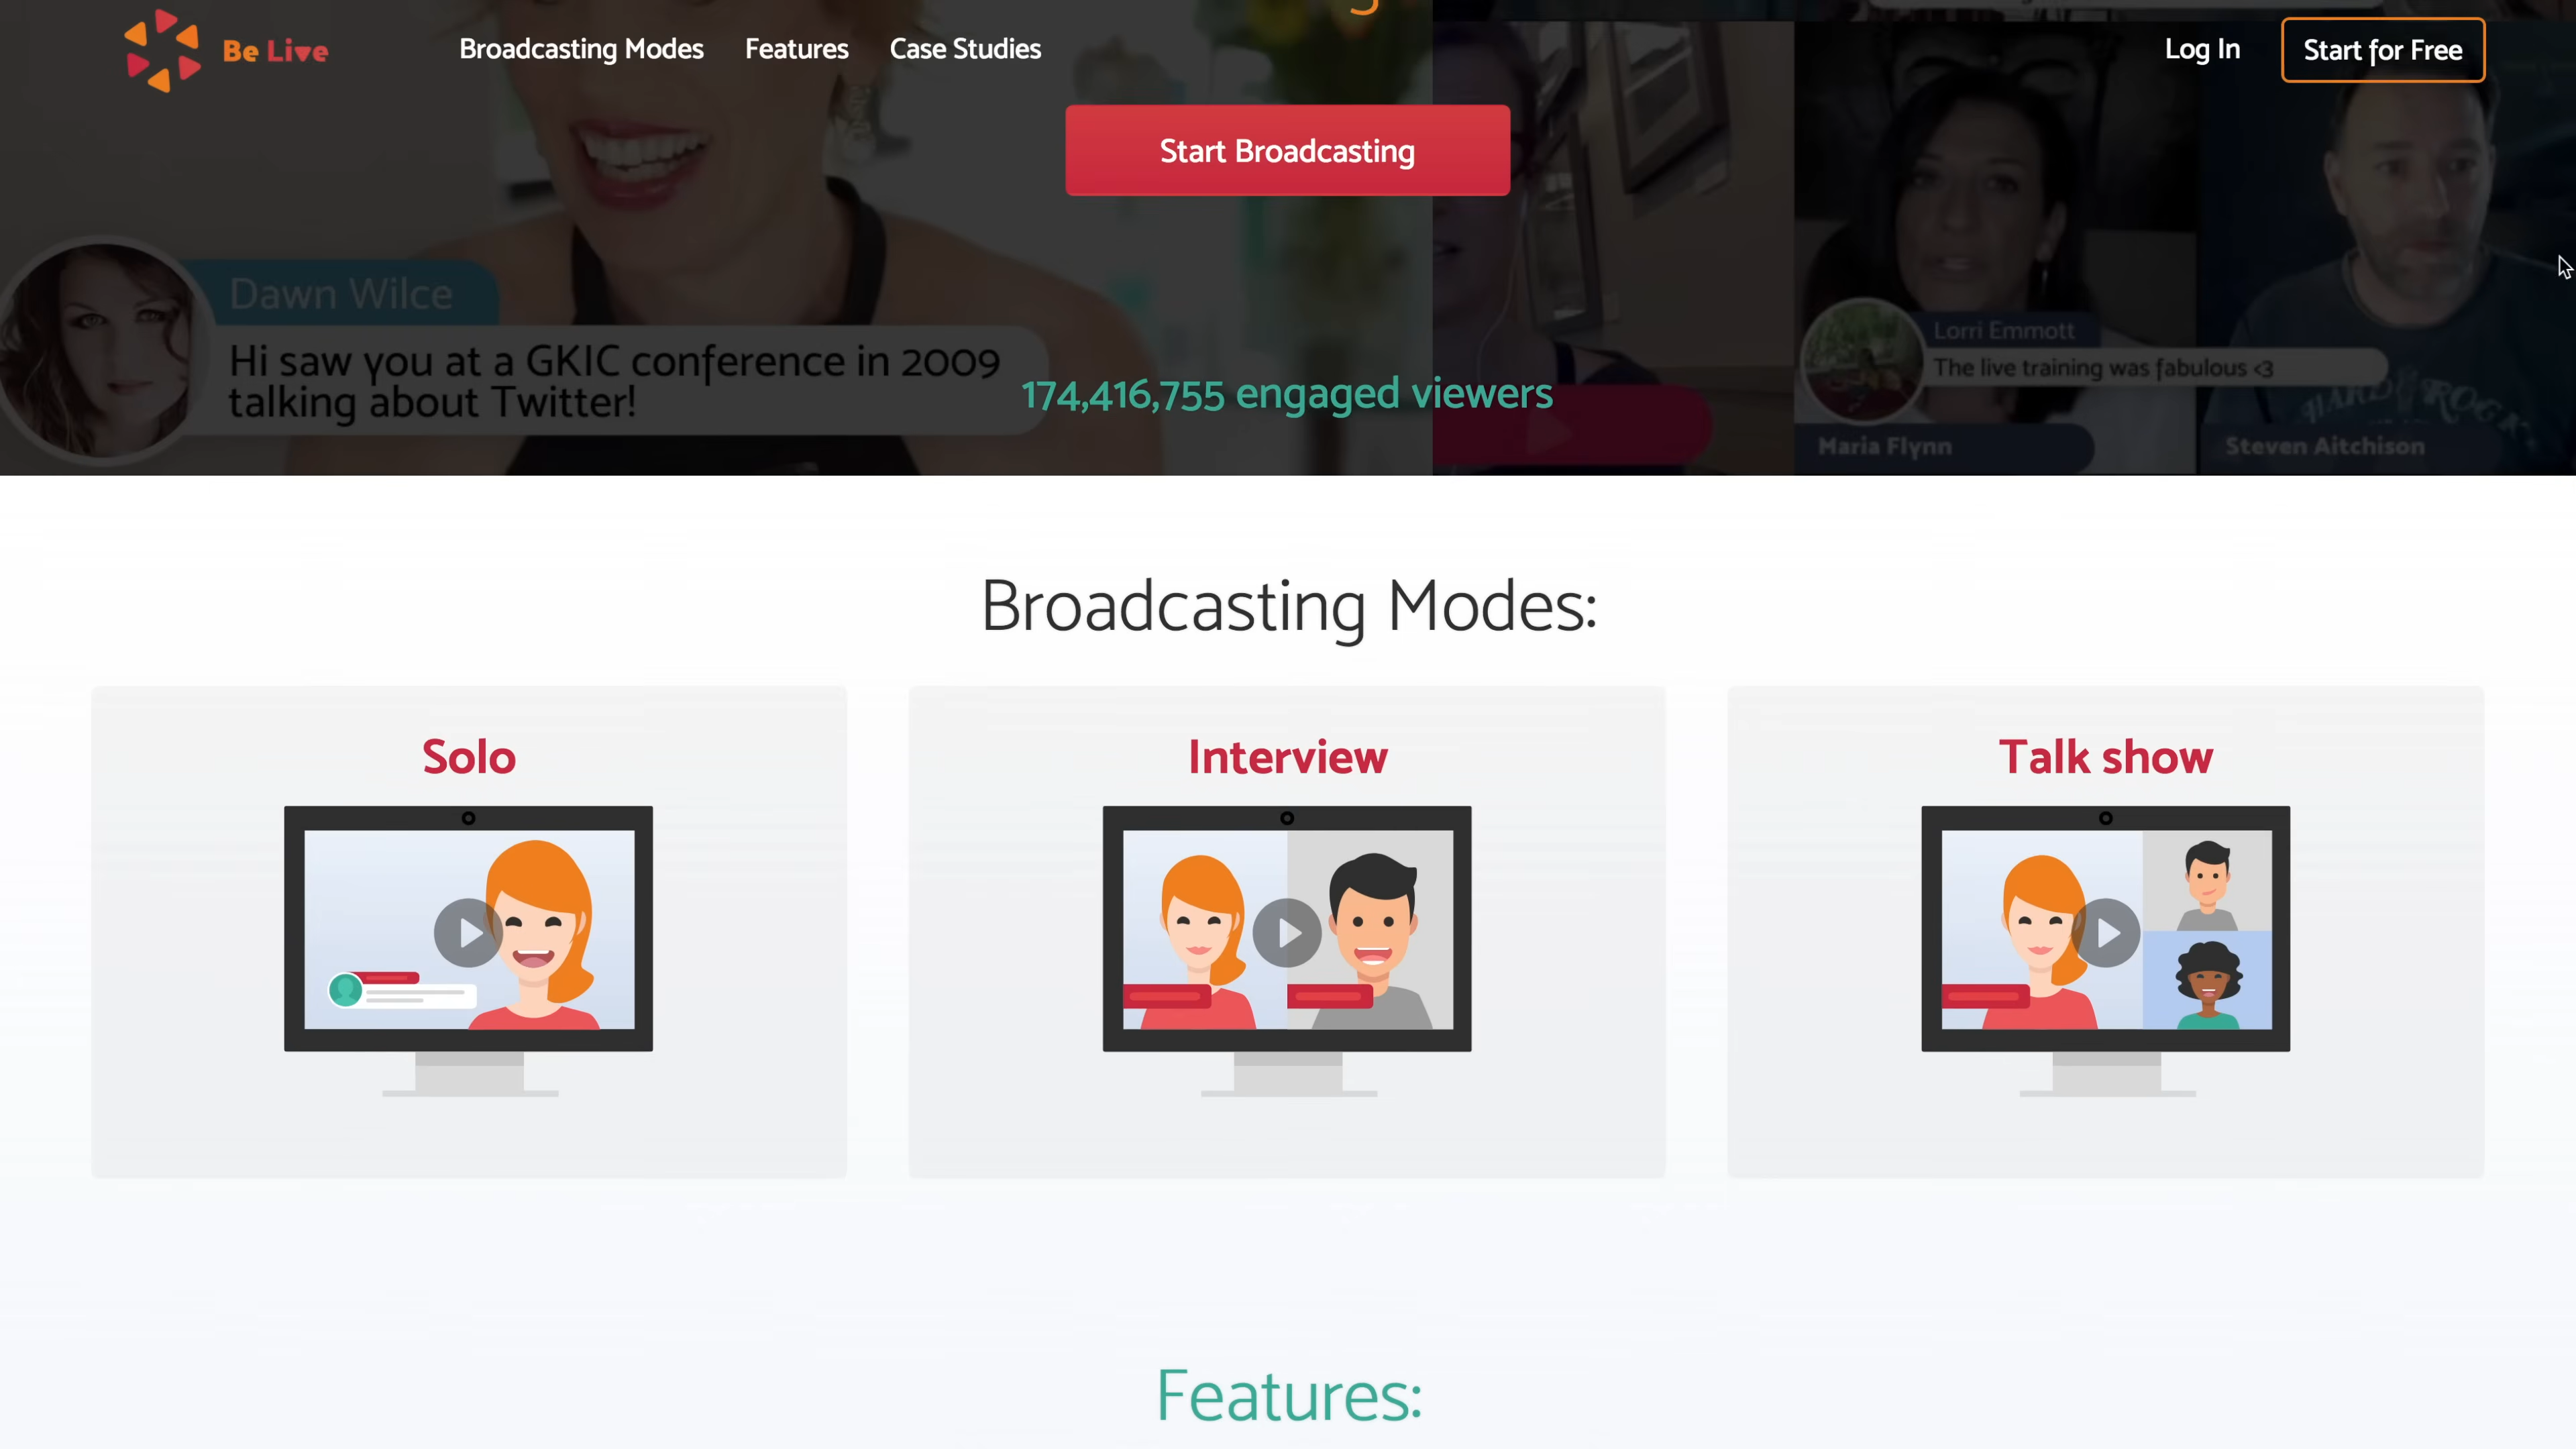 Be Live
Broadcasting Modes
Features
Case Studies
Log In
Start for Free
Start Broadcasting
Dawn Wilce
Hi saw you at a GKIC conference in 2009
talking about Twitter!
174,416,755 engaged viewers
Lorri Emmott
The live training was fabulous <3
HARD ROCK
Maria Flynn
Steven Aitchison
Broadcasting Modes:
Solo
Interview
Talk show
Features: